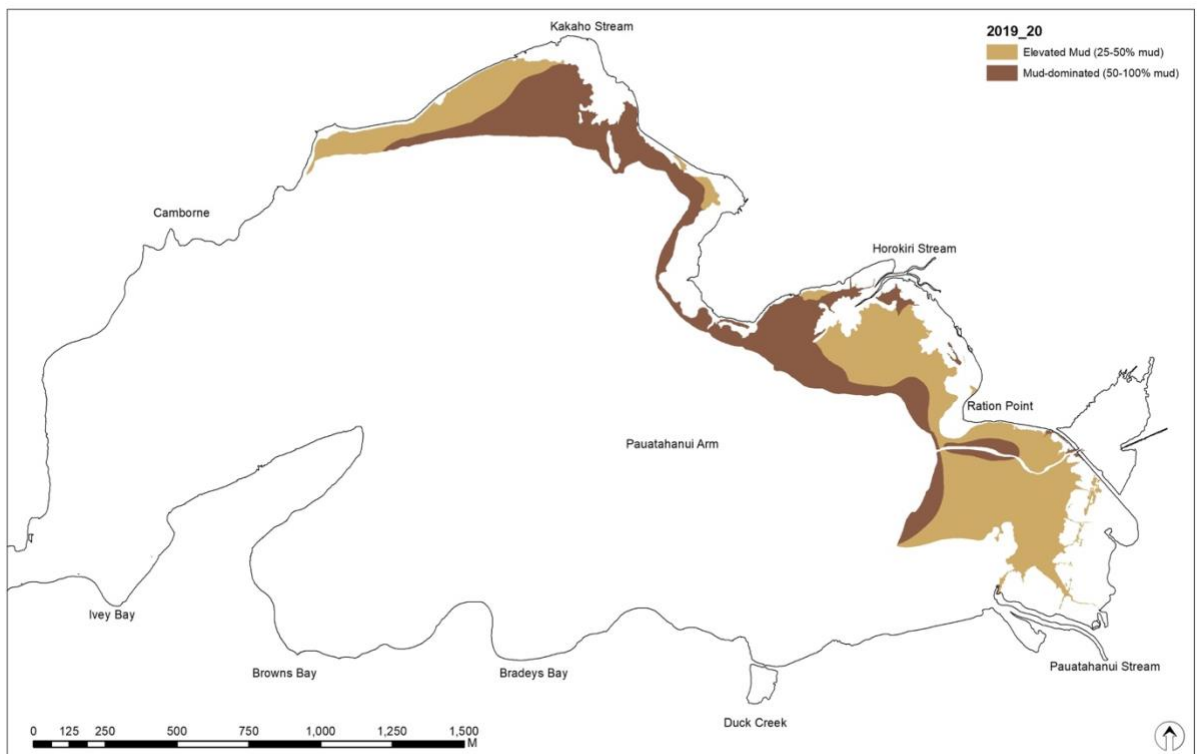 Kakaho Stream
2019_20
Elevated Mud (25-50% mud)
Mud-dominated (50-100% mud)
Camborne
Horokiri Stream
Ration Point
Pauatahanui Arm
Ivey Bay
Browns Bay
Bradeys Bay
Pauatahanui Stream
Duck Creek
0 125 250 500 750 1,000 1,250 1,500
M